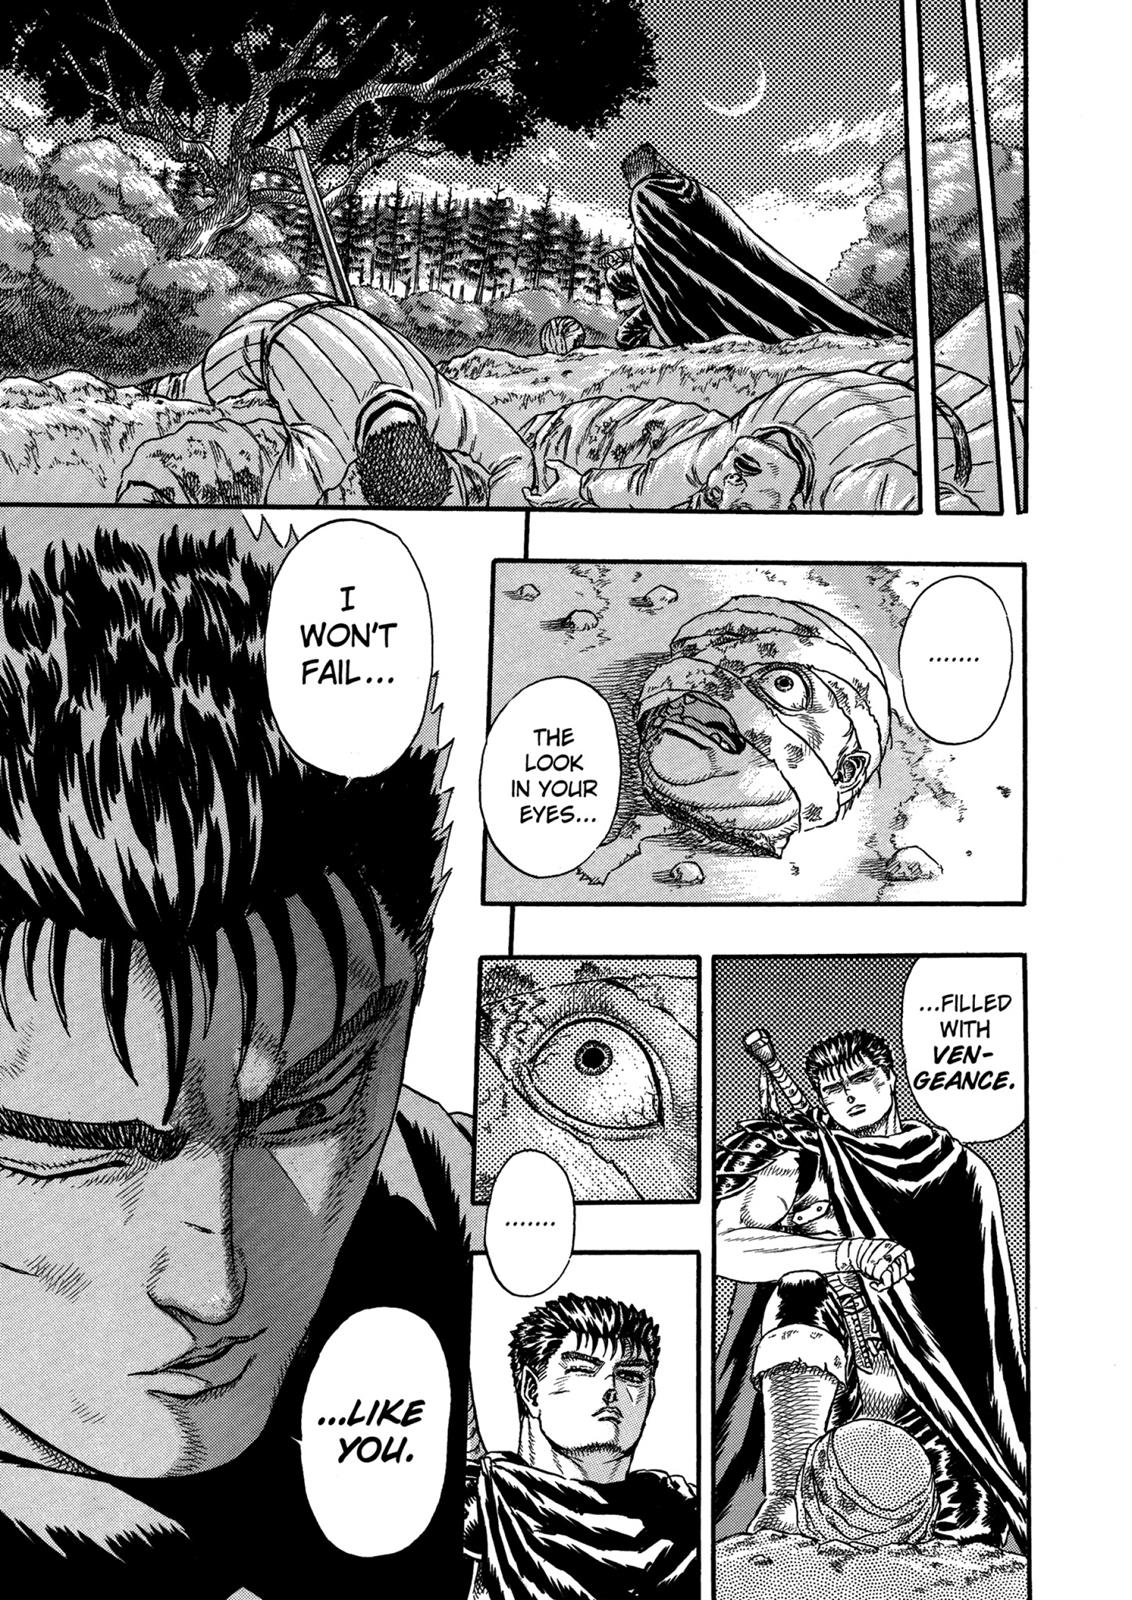 .......
THE
LOOK
IN YOUR
EYES...
...FILLED
WITH
VEN-
GEANCE.
.......
I
WON'T
FAIL...
...LIKE
YOU.